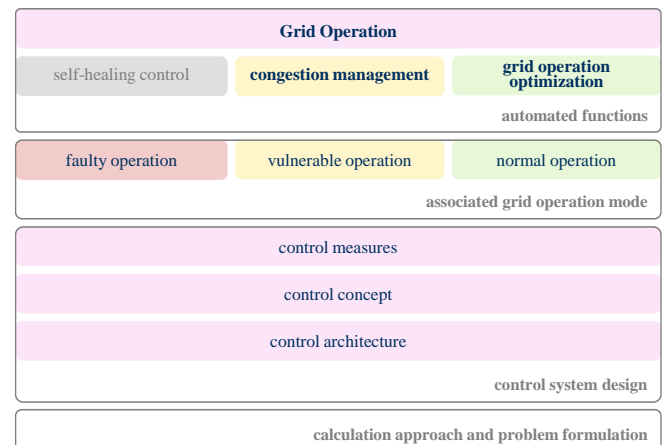 Grid Operation
self-healing control
congestion management
grid operation
optimization
automated functions
faulty operation
vulnerable operation
normal operation
associated grid operation mode
control measures
control concept
control architecture
control system design
calculation approach and problem formulation